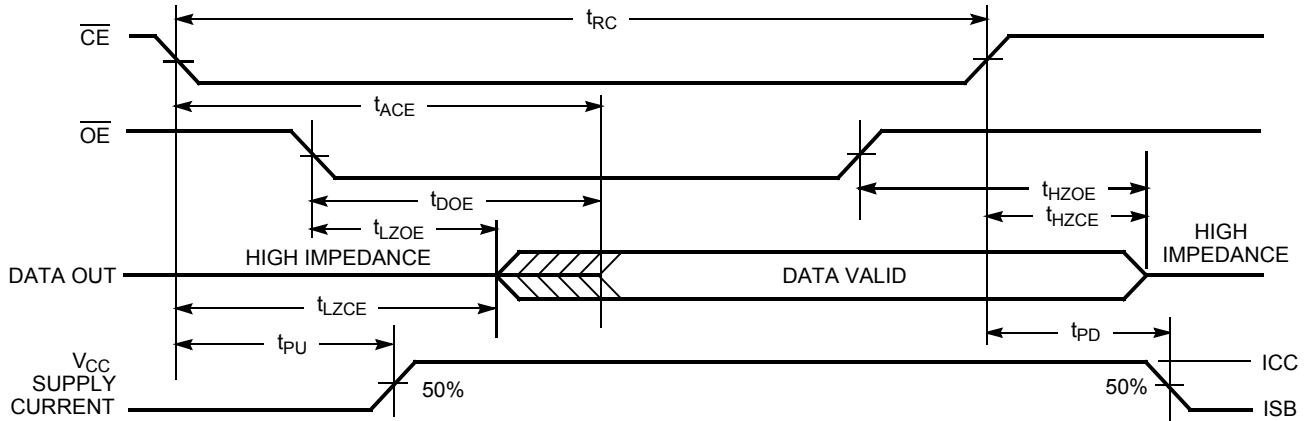 tRC
CE
tACE
OE
tDOE
tHZOE
tLZOE
tHZCE
HIGH
IMPEDANCE
HIGH IMPEDANCE
DATA OUT
DATA VALID
tLZCE
tPU
tPD
VCC
SUPPLY
CURRENT
50%
50%
ICC
ISB